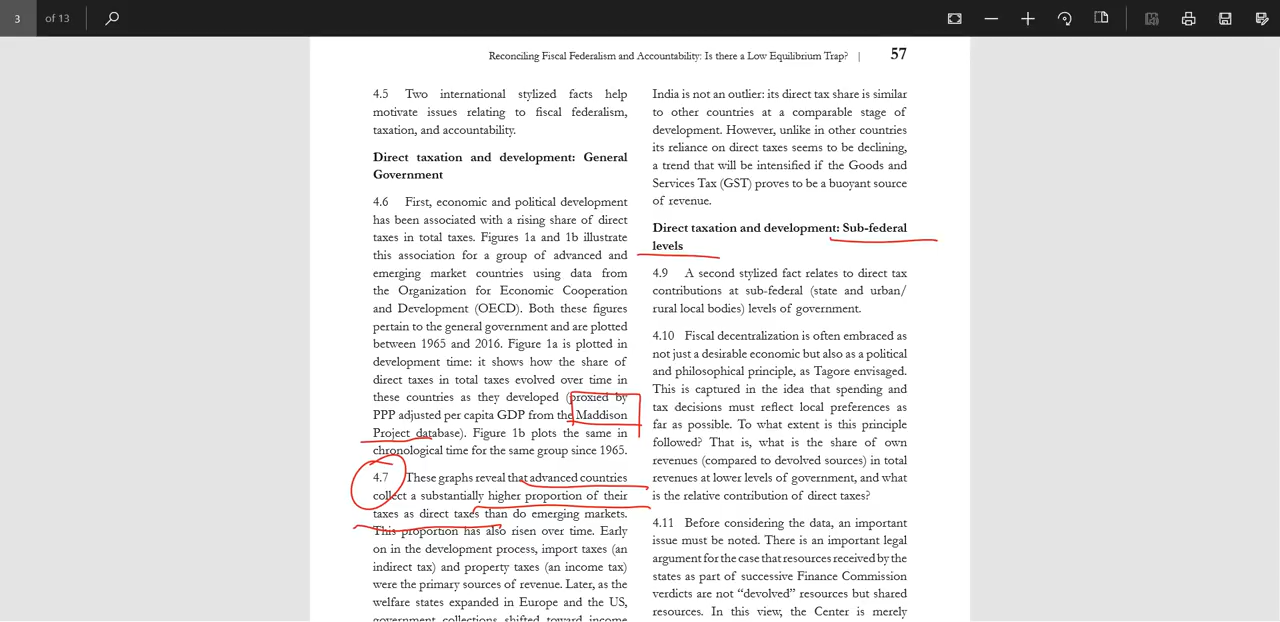 3 of 13
Reconciling Fiscal Federalism and Accountability: Is there a Low Equilibrium Trap? | 57
4.5 Two international stylized facts help
motivate issues relating to fiscal federalism,
taxation, and accountability.
Direct taxation and development: General
Government
4.6 First, economic and political development
has been associated with a rising share of direct
taxes in total taxes. Figures 1a and 1b illustrate
this association for a group of advanced and
emerging market countries using data from
the Organization for Economic Cooperation
and Development (OECD). Both these figures
pertain to the general government and are plotted
between 1965 and 2016. Figure 1a is plotted in
development time: it shows how the share of
direct taxes in total taxes evolved over time in
these countries as they developed (proxied by
PPP adjusted per capita GDP from the Maddison
Project database). Figure 1b plots the same in
chronological time for the same group since 1965.
4.7 These graphs reveal that advanced countries
collect a substantially higher proportion of their
taxes as direct taxes than do emerging markets.
This proportion has also risen over time. Early
on in the development process, import taxes (an
indirect tax) and property taxes (an income tax)
were the primary sources of revenue. Later, as the
welfare states expanded in Europe and the US,
government collections shifted toward income
India is not an outlier: its direct tax share is similar
to other countries at a comparable stage of
development. However, unlike in other countries
its reliance on direct taxes seems to be declining,
a trend that will be intensified if the Goods and
Services Tax (GST) proves to be a buoyant source
of revenue.
Direct taxation and development: Sub-federal
levels
4.9 A second stylized fact relates to direct tax
contributions at sub-federal (state and urban/
rural local bodies) levels of government.
4.10 Fiscal decentralization is often embraced as
not just a desirable economic but also as a political
and philosophical principle, as Tagore envisaged.
This is captured in the idea that spending and
tax decisions must reflect local preferences as
far as possible. To what extent is this principle
followed? That is, what is the share of own
revenues (compared to devolved sources) in total
revenues at lower levels of government, and what
is the relative contribution of direct taxes?
4.11 Before considering the data, an important
issue must be noted. There is an important legal
argument for the case that resources received by the
states as part of successive Finance Commission
verdicts are not “devolved” resources but shared
resources. In this view, the Center is merely